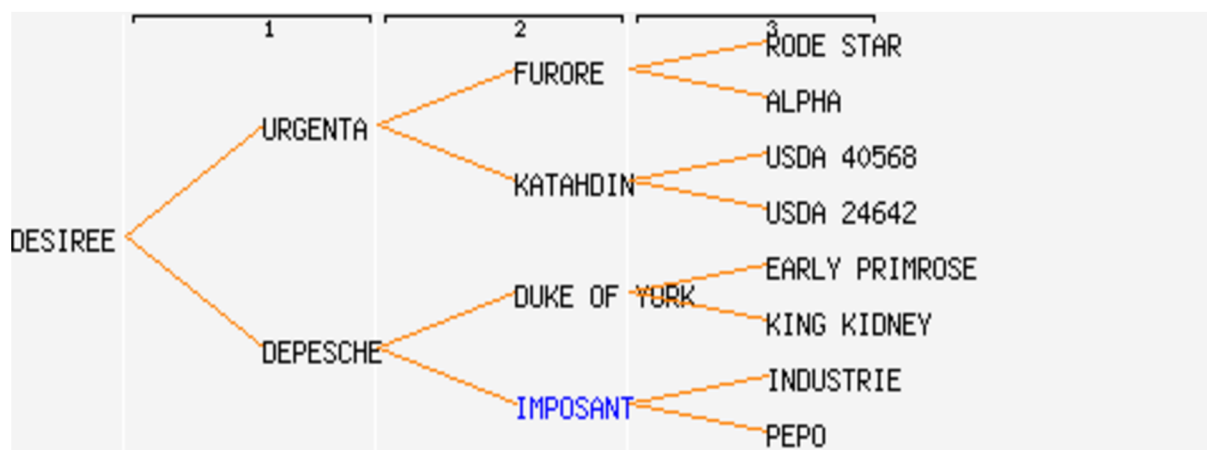 1 2 3
RODE STAR
FURORE
ALPHA
URGENTA
USDA 40568
KATAHDIN
USDA 24642
DESIREE
EARLY PRIMROSE
DUKE OF YORK
KING KIDNEY
DEPESCHE
INDUSTRIE
IMPOSANT
PEPO